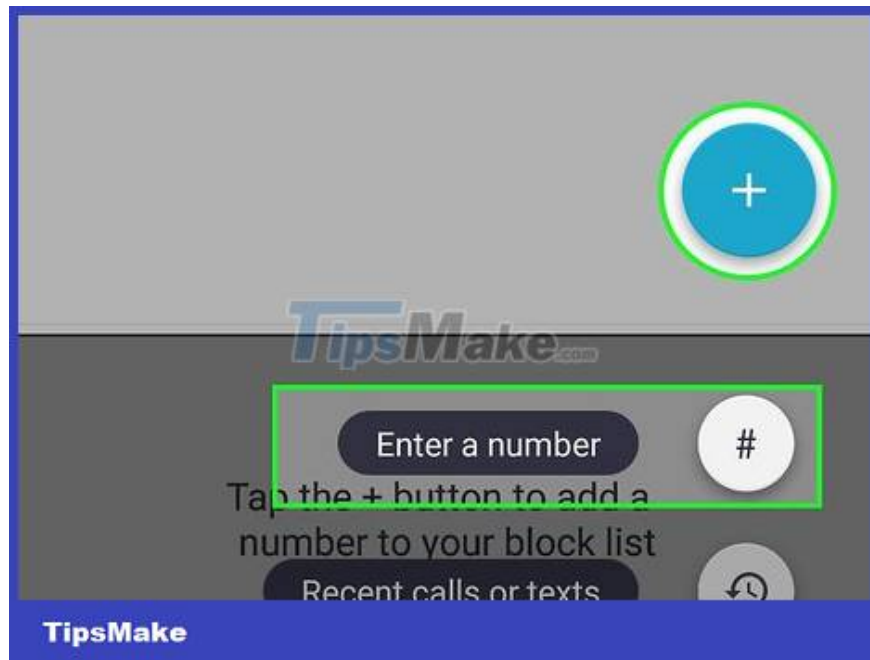 +
TipsMake.com
Enter a number #
Tap the + button to add a
number to your block list
Recent calls or texts
TipsMake